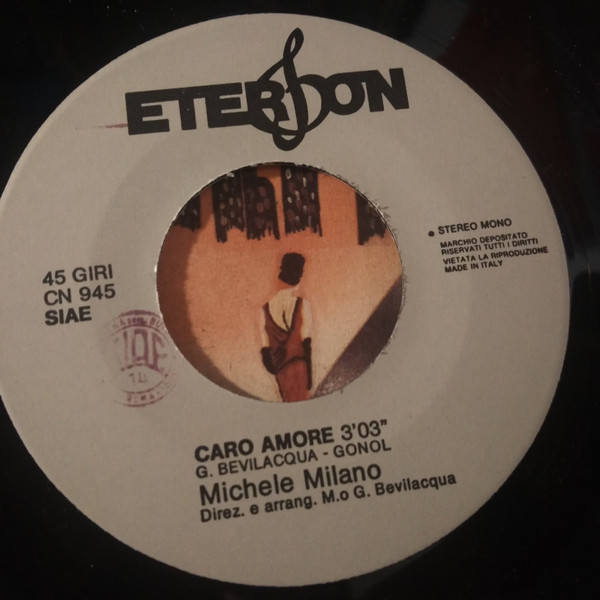 ETERDON
45 GIRI
CN 945
SIAE
STEREO MONO
MARCHIO DEPOSITATO
RISERVATI TUTTI I DIRITTI
VIETATA LA RIPRODUZIONE
MADE IN ITALY
CARO AMORE 3'03"
G. BEVILACQUA - GONOL
Michele Milano
Direz. e arrang. M.o G. Bevilacqua